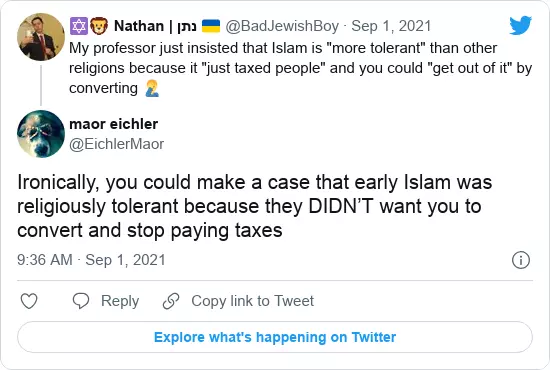 Nathan | נתן @BadJewishBoy · Sep 1, 2021
My professor just insisted that Islam is "more tolerant" than other
religions because it "just taxed people" and you could "get out of it" by
converting 🤦‍♂️
maor eichler
@EichlerMaor
Ironically, you could make a case that early Islam was
religiously tolerant because they DIDN’T want you to
convert and stop paying taxes
9:36 AM · Sep 1, 2021
Reply Copy link to Tweet
Explore what's happening on Twitter